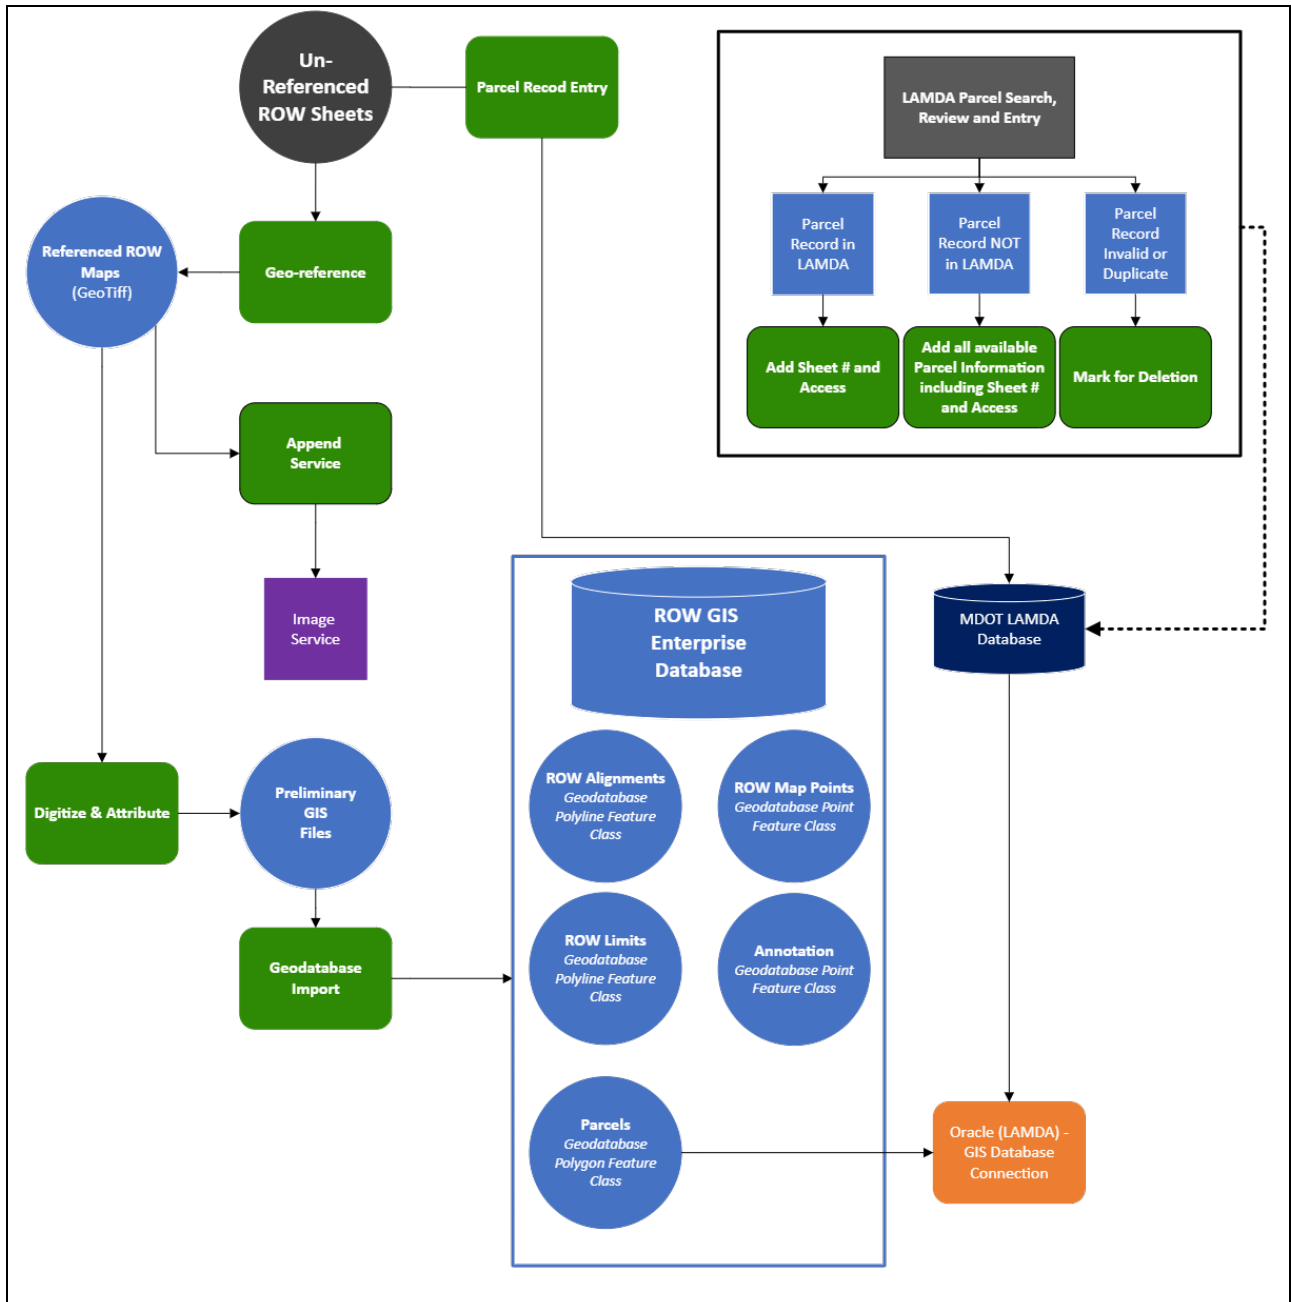 Un-
Referenced
ROW Sheets
Parcel Recod Entry
LAMDA Parcel Search,
Review and Entry
Parcel
Record in
LAMDA
Parcel
Record NOT
in LAMDA
Parcel
Record
Invalid or
Duplicate
Referenced ROW
Maps
(GeoTiff)
Geo-reference
Add Sheet # and
Access
Add all available
Parcel Information
including Sheet #
and Access
Mark for Deletion
Append
Service
Image
Service
ROW GIS
Enterprise
Database
MDOT LAMDA
Database
Digitize & Attribute
Preliminary
GIS
Files
ROW Alignments
Geodatabase
Polyline Feature
Class
ROW Map Points
Geodatabase Point
Feature Class
Geodatabase
Import
ROW Limits
Geodatabase
Polyline Feature
Class
Annotation
Geodatabase Point
Feature Class
Parcels
Geodatabase
Polygon Feature
Class
Oracle (LAMDA) -
GIS Database
Connection